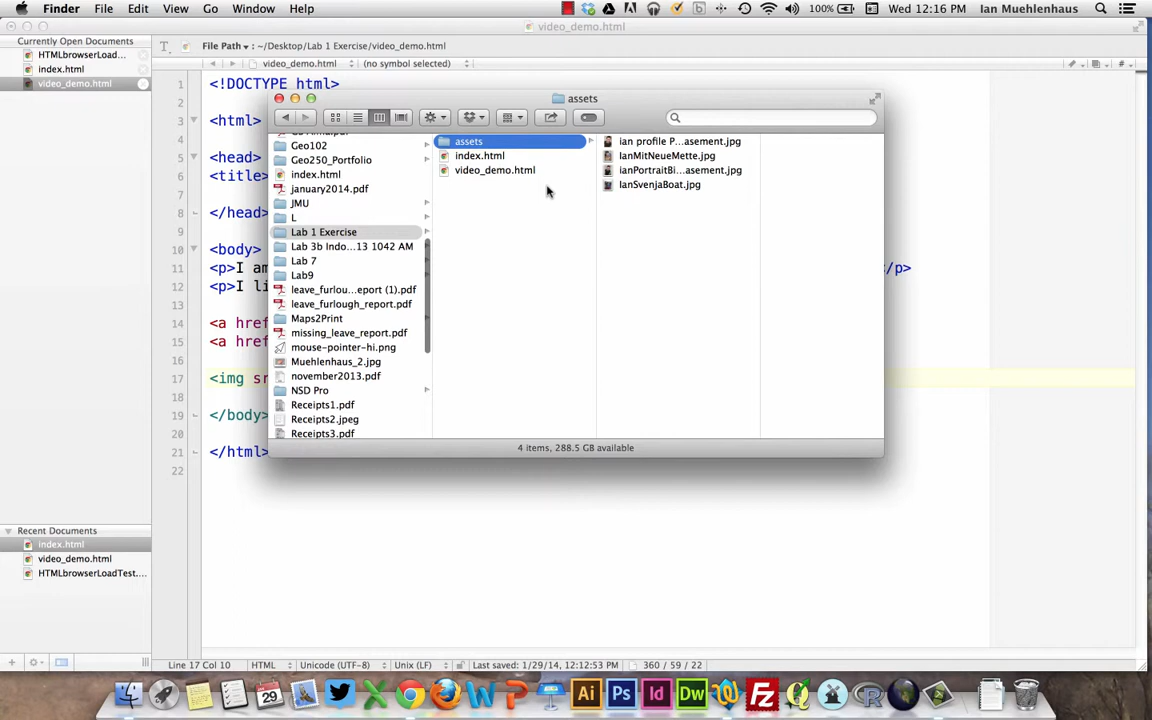 Finder File Edit View Go Window Help 100% Wed 12:16 PM Ian Muehlenhaus
video_demo.html
Currently Open Documents
HTMLbrowserLoad...
index.html
video_demo.html
File Path ▾ : ~/Desktop/Lab 1 Exercise/video_demo.html
video_demo.html (no symbol selected)
1 <!DOCTYPE html>
2
3 <html>
4
5 <head>
6 <title>
7
8 </head>
9
10 <body>
11 <p>I am /p>
12 <p>I li
13
14 <a href
15 <a href
16
17 <img sr
18
19 </body>
20
21 </html>
22
assets
Geo102
Geo250_Portfolio
index.html
january2014.pdf
JMU
L
Lab 1 Exercise
Lab 3b Indo...13 1042 AM
Lab 7
Lab9
leave_furlou...eport (1).pdf
leave_furlough_report.pdf
Maps2Print
missing_leave_report.pdf
mouse-pointer-hi.png
Muehlenhaus_2.jpg
november2013.pdf
NSD Pro
Receipts1.pdf
Receipts2.jpeg
Receipts3.pdf
assets
index.html
video_demo.html
ian profile P...asement.jpg
IanMitNeueMette.jpg
ianPortraitBi...asement.jpg
IanSvenjaBoat.jpg
4 items, 288.5 GB available
Recent Documents
index.html
video_demo.html
HTMLbrowserLoadTest....
Line 17 Col 10 HTML Unicode (UTF-8) Unix (LF) Last saved: 1/29/14, 12:12:53 PM 360 / 59 / 22
29
Ai Ps Id Dw Fz R